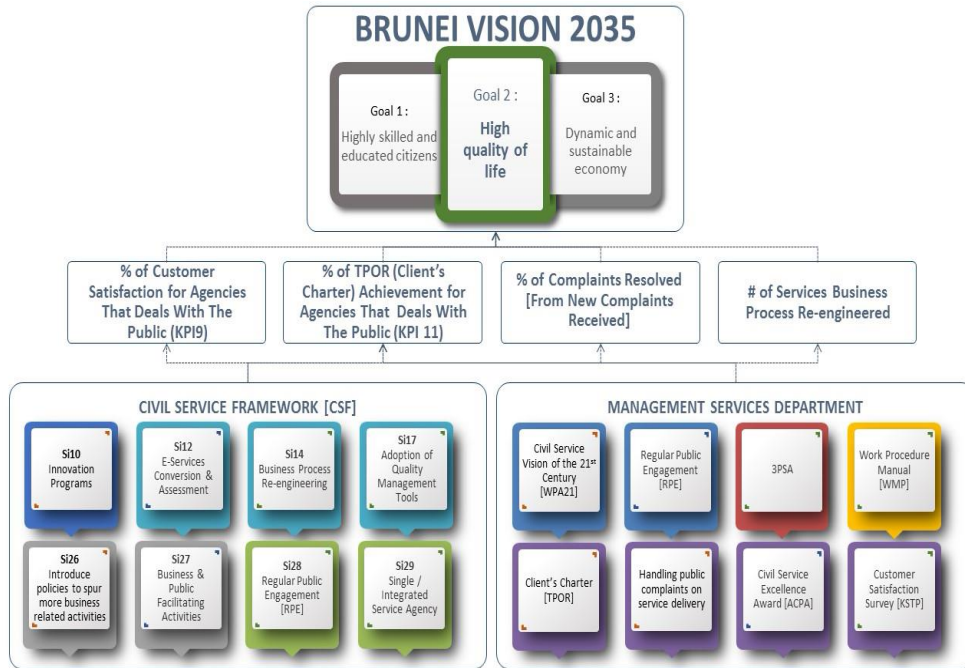 BRUNEI VISION 2035
Goal 1 :
Highly skilled and
educated citizens
Goal 2 :
High
quality of
life
Goal 3 :
Dynamic and
sustainable
economy
% of Customer
Satisfaction for Agencies
That Deals With The
Public (KPI9)
% of TPOR (Client's
Charter) Achievement for
Agencies That Deals With
The Public (KPI 11)
% of Complaints Resolved
[From New Complaints
Received]
# of Services Business
Process Re-engineered
CIVIL SERVICE FRAMEWORK [CSF]
Si10
Innovation
Programs
Si12
E-Services
Conversion &
Assessment
Si14
Business Process
Re-engineering
Si17
Adoption of
Quality
Management
Tools
Si26
Introduce
policies to spur
more business
related activities
Si27
Business &
Public
Facilitating
Activities
Si28
Regular Public
Engagement
[RPE]
Si29
Single /
Integrated
Service Agency
MANAGEMENT SERVICES DEPARTMENT
Civil Service
Vision of the 21st
Century
[WPA21]
Regular Public
Engagement
[RPE]
3PSA
Work Procedure
Manual
[WMP]
Client's Charter
[TPOR]
Handling public
complaints on
service delivery
Civil Service
Excellence
Award [ACPA]
Customer
Satisfaction
Survey [KSTP]